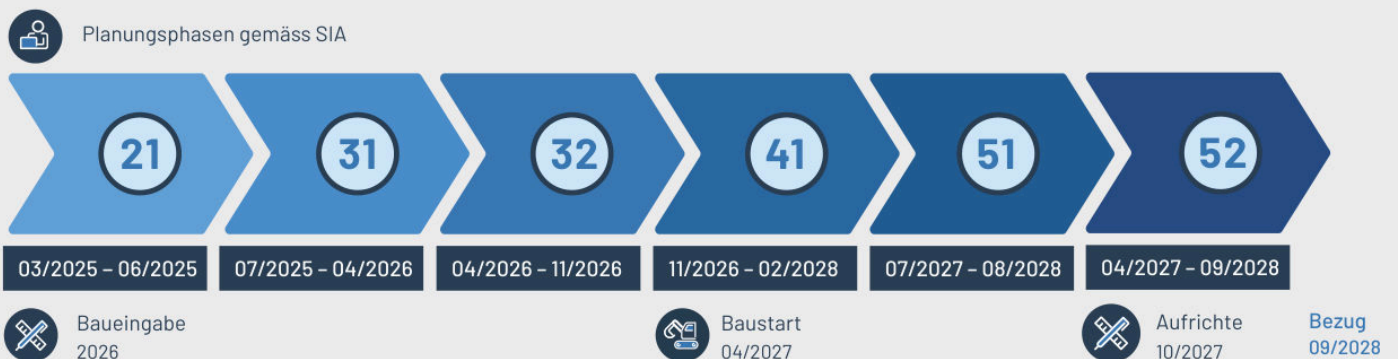 Planungsphasen gemäss SIA
21
31
32
41
51
52
03/2025 – 06/2025
07/2025 – 04/2026
04/2026 – 11/2026
11/2026 – 02/2028
07/2027 – 08/2028
04/2027 – 09/2028
Baueingabe
2026
Baustart
04/2027
Aufrichte
10/2027
Bezug
09/2028